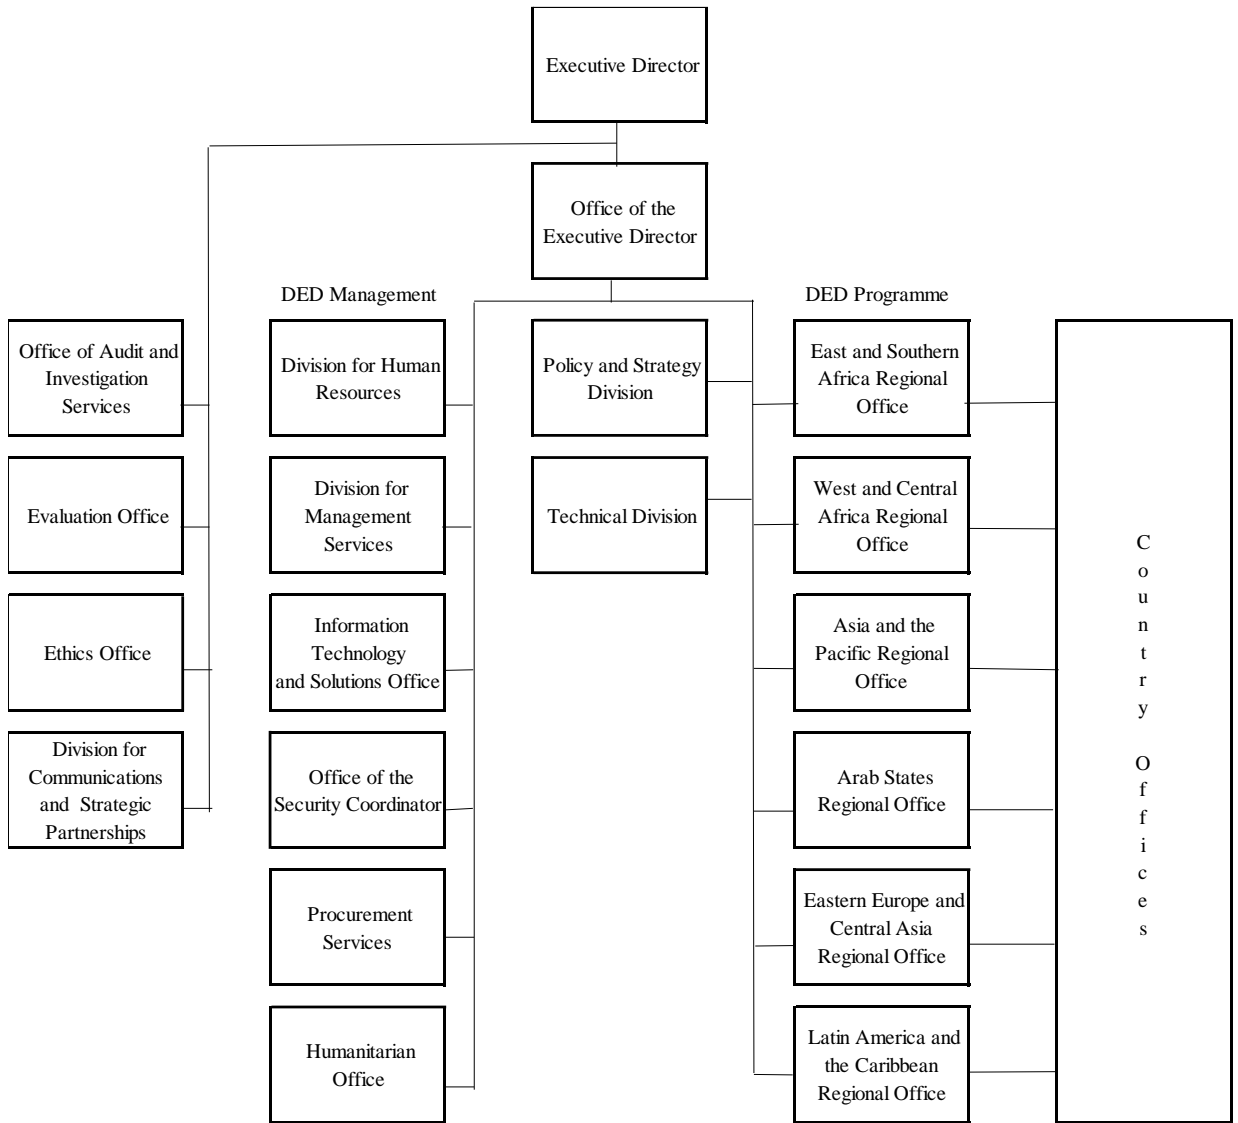 Executive Director
Office of the
Executive Director
DED Management
DED Programme
Office of Audit and
Investigation
Services
Evaluation Office
Ethics Office
Division for
Communications
and Strategic
Partnerships
Division for Human
Resources
Division for
Management
Services
Information
Technology
and Solutions Office
Office of the
Security Coordinator
Procurement
Services
Humanitarian
Office
Policy and Strategy
Division
Technical Division
East and Southern
Africa Regional
Office
West and Central
Africa Regional
Office
Asia and the
Pacific Regional
Office
Arab States
Regional Office
Eastern Europe and
Central Asia
Regional Office
Latin America and
the Caribbean
Regional Office
Country Offices